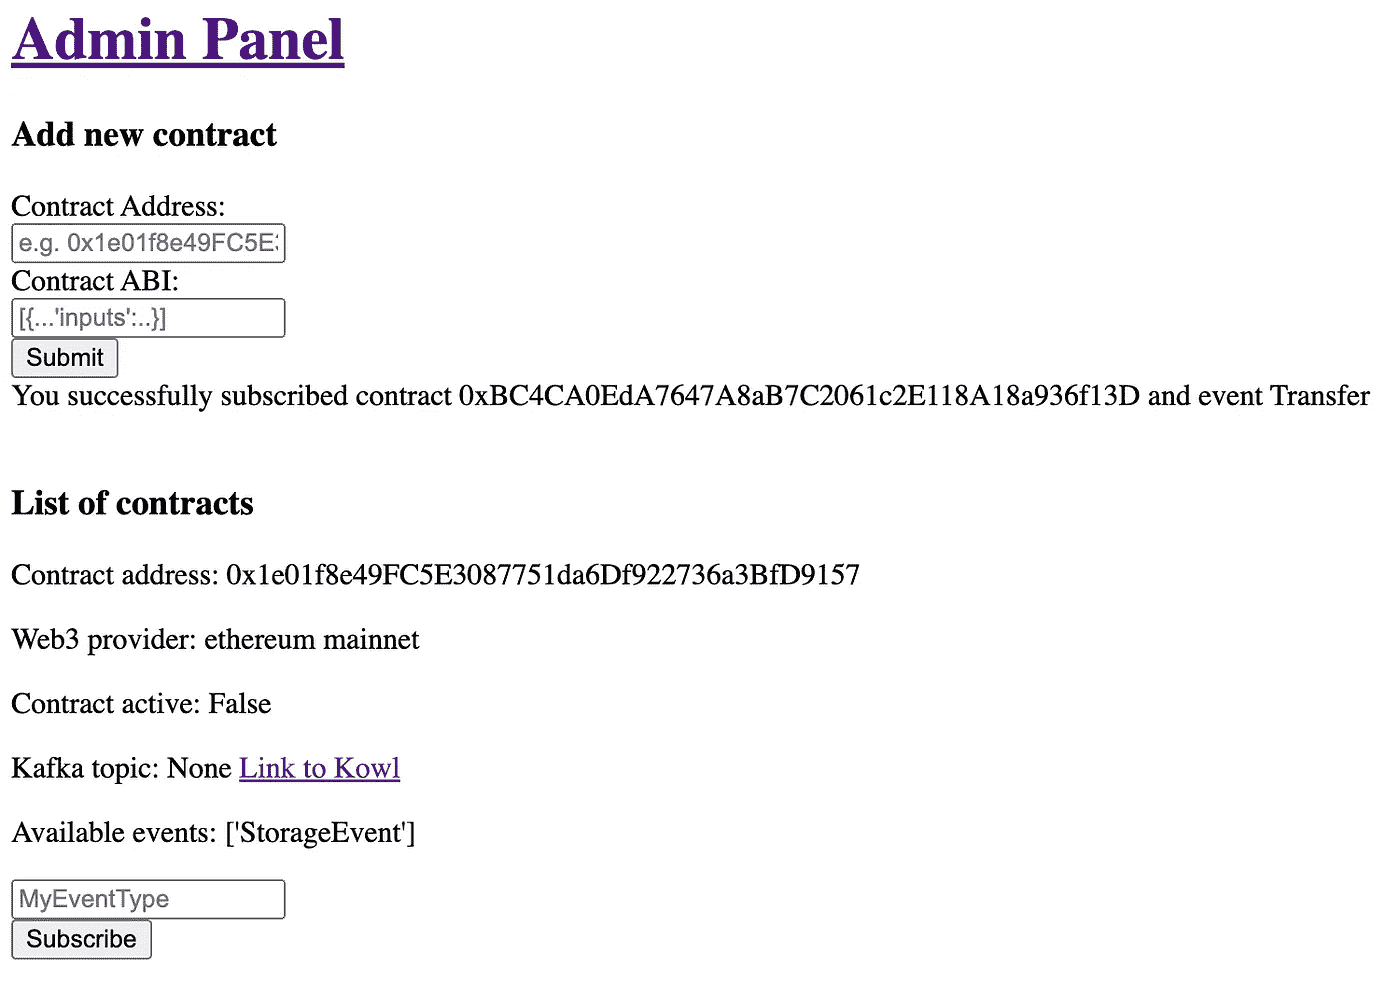 Admin Panel
Add new contract
Contract Address:
e.g. 0x1e01f8e49FC5E
Contract ABI:
[{...'inputs':..}]
Submit
You successfully subscribed contract 0xBC4CA0EdA7647A8aB7C2061c2E118A18a936f13D and event Transfer
List of contracts
Contract address: 0x1e01f8e49FC5E3087751da6Df922736a3BfD9157
Web3 provider: ethereum mainnet
Contract active: False
Kafka topic: None Link to Kowl
Available events: ['StorageEvent']
MyEventType
Subscribe